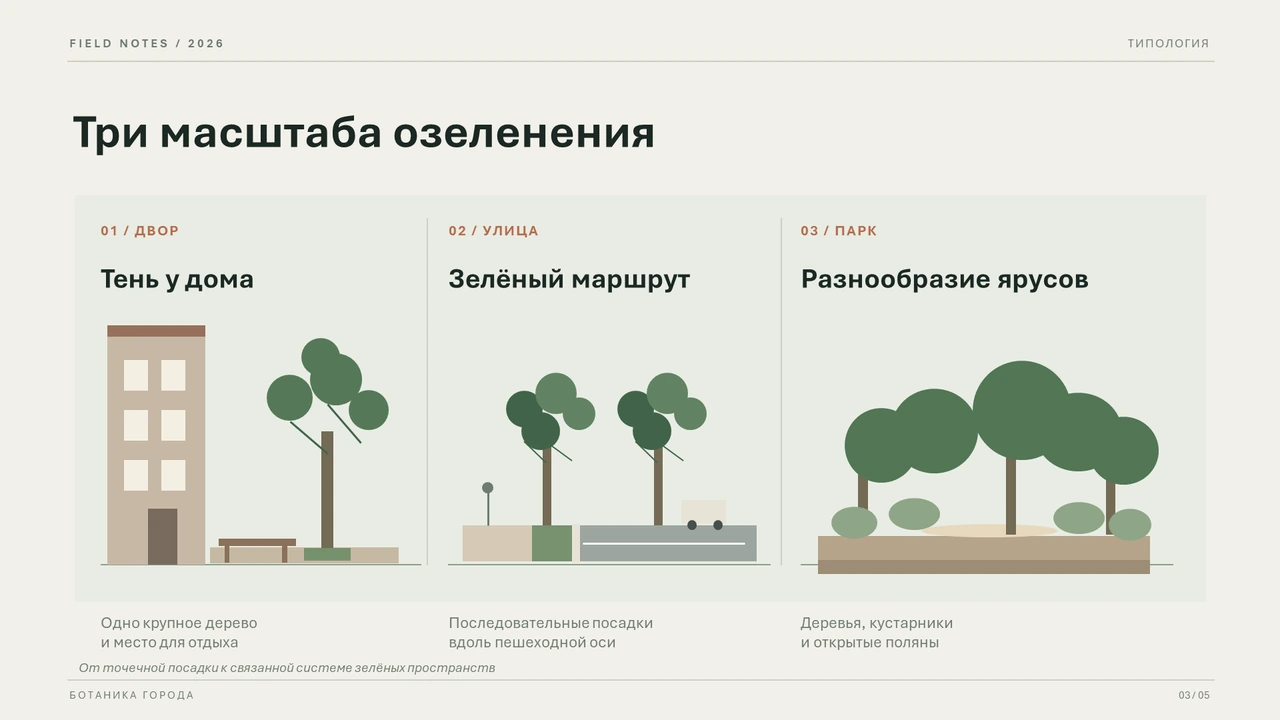 FIELD NOTES / 2026
ТИПОЛОГИЯ
Три масштаба озеленения
01 / ДВОР
Тень у дома
02 / УЛИЦА
Зелёный маршрут
03 / ПАРК
Разнообразие ярусов
Одно крупное дерево
и место для отдыха
Последовательные посадки
вдоль пешеходной оси
Деревья, кустарники
и открытые поляны
От точечной посадки к связанной системе зелёных пространств
БОТАНИКА ГОРОДА
03 / 05